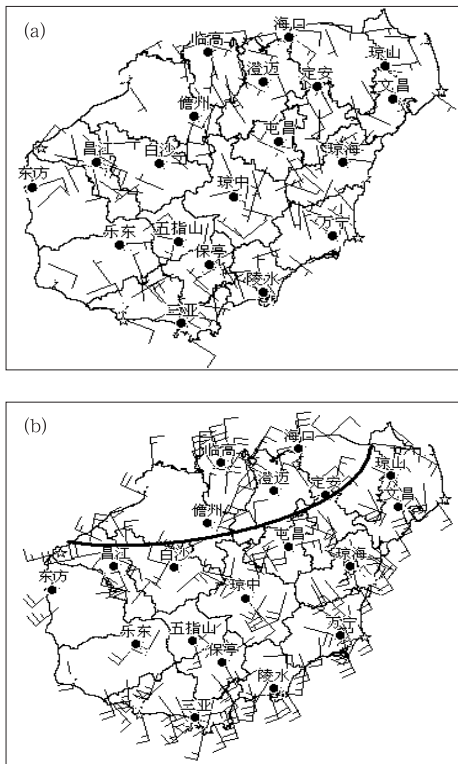 (a)
海口
临高
琼山
澄迈
定安
文昌
儋州
屯昌
昌江
白沙
琼海
东方
琼中
乐东
五指山
万宁
保亭
陵水
三亚
(b)
海口
临高
琼山
澄迈
定安
文昌
儋州
屯昌
昌江
白沙
琼海
东方
琼中
乐东
五指山
万宁
保亭
陵水
三亚